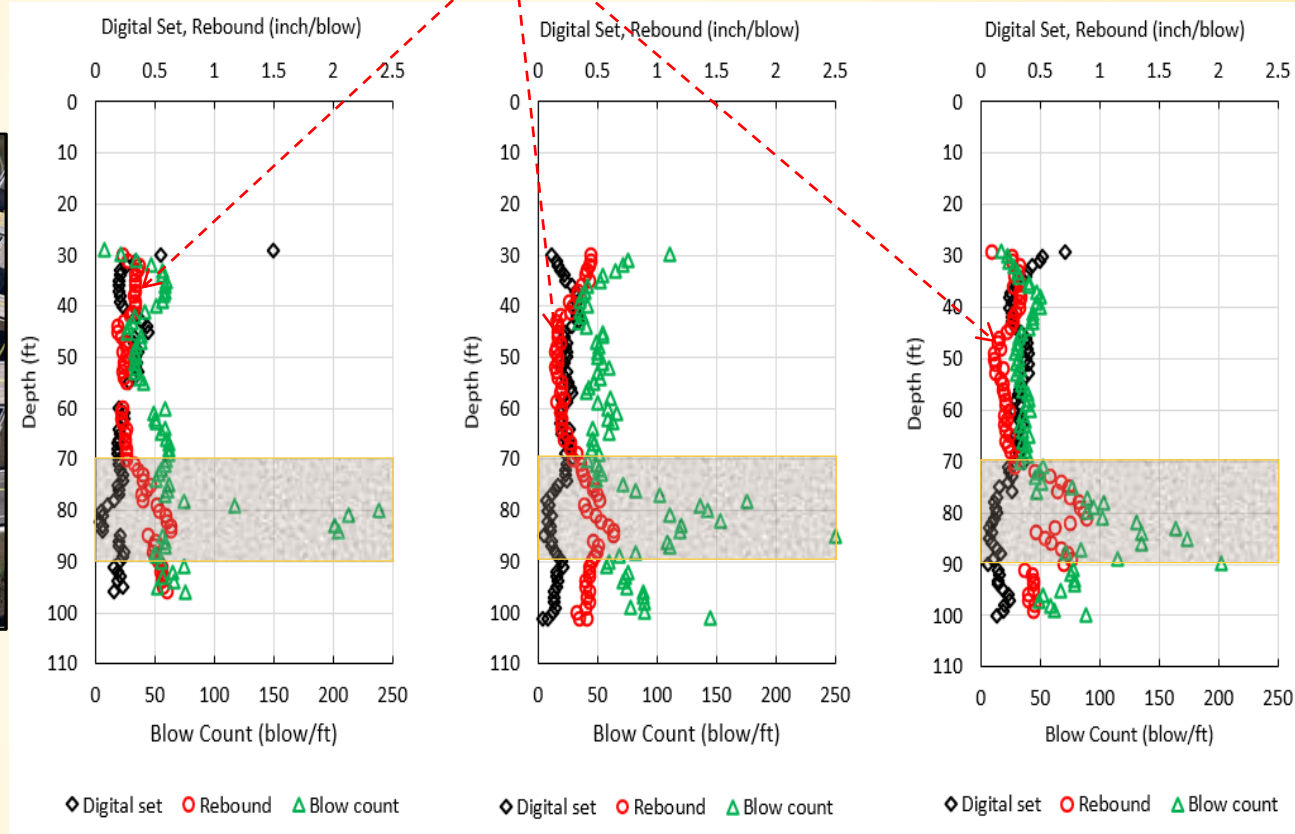 Digital Set, Rebound (inch/blow)
0 0.5 1 1.5 2 2.5
0
10
20
30
40
50
60
70
80
90
100
110
Depth (ft)
0 50 100 150 200 250
Blow Count (blow/ft)
Digital set Rebound Blow count
Digital Set, Rebound (inch/blow)
0 0.5 1 1.5 2 2.5
0
10
20
30
40
50
60
70
80
90
100
110
Depth (ft)
0 50 100 150 200 250
Blow Count (blow/ft)
Digital set Rebound Blow count
Digital Set, Rebound (inch/blow)
0 0.5 1 1.5 2 2.5
0
10
20
30
40
50
60
70
80
90
100
110
Depth (ft)
0 50 100 150 200 250
Blow Count (blow/ft)
Digital set Rebound Blow count